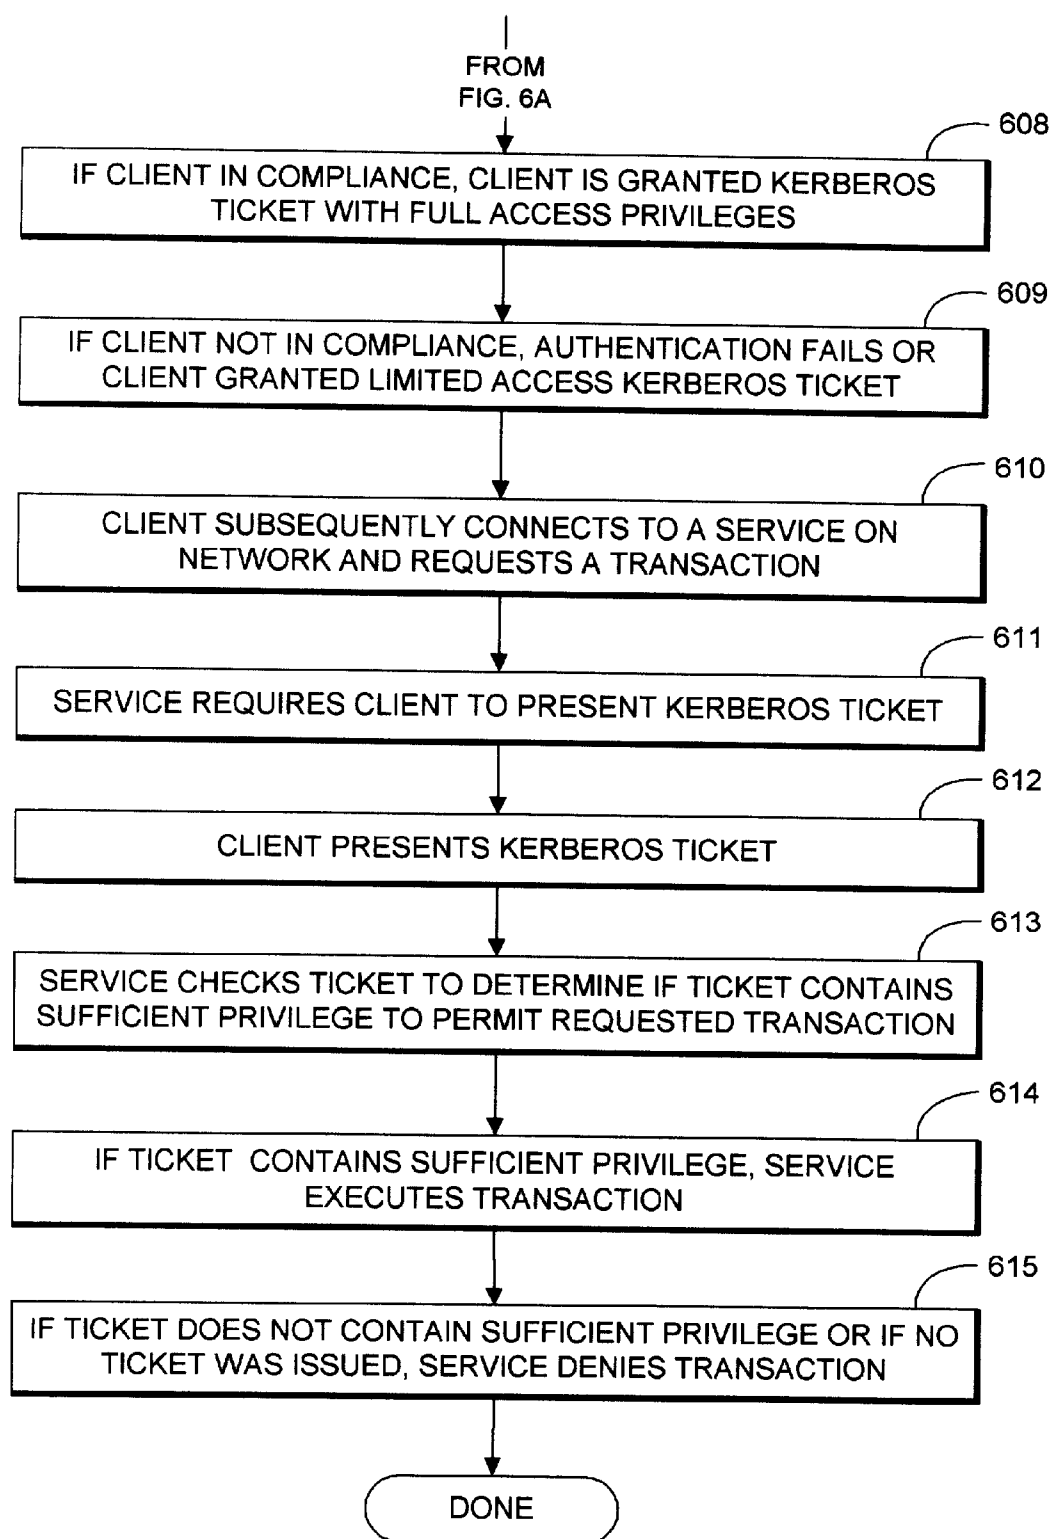 FROM
FIG. 6A
608
IF CLIENT IN COMPLIANCE, CLIENT IS GRANTED KERBEROS
TICKET WITH FULL ACCESS PRIVILEGES
609
IF CLIENT NOT IN COMPLIANCE, AUTHENTICATION FAILS OR
CLIENT GRANTED LIMITED ACCESS KERBEROS TICKET
610
CLIENT SUBSEQUENTLY CONNECTS TO A SERVICE ON
NETWORK AND REQUESTS A TRANSACTION
611
SERVICE REQUIRES CLIENT TO PRESENT KERBEROS TICKET
612
CLIENT PRESENTS KERBEROS TICKET
613
SERVICE CHECKS TICKET TO DETERMINE IF TICKET CONTAINS
SUFFICIENT PRIVILEGE TO PERMIT REQUESTED TRANSACTION
614
IF TICKET CONTAINS SUFFICIENT PRIVILEGE, SERVICE
EXECUTES TRANSACTION
615
IF TICKET DOES NOT CONTAIN SUFFICIENT PRIVILEGE OR IF NO
TICKET WAS ISSUED, SERVICE DENIES TRANSACTION
DONE